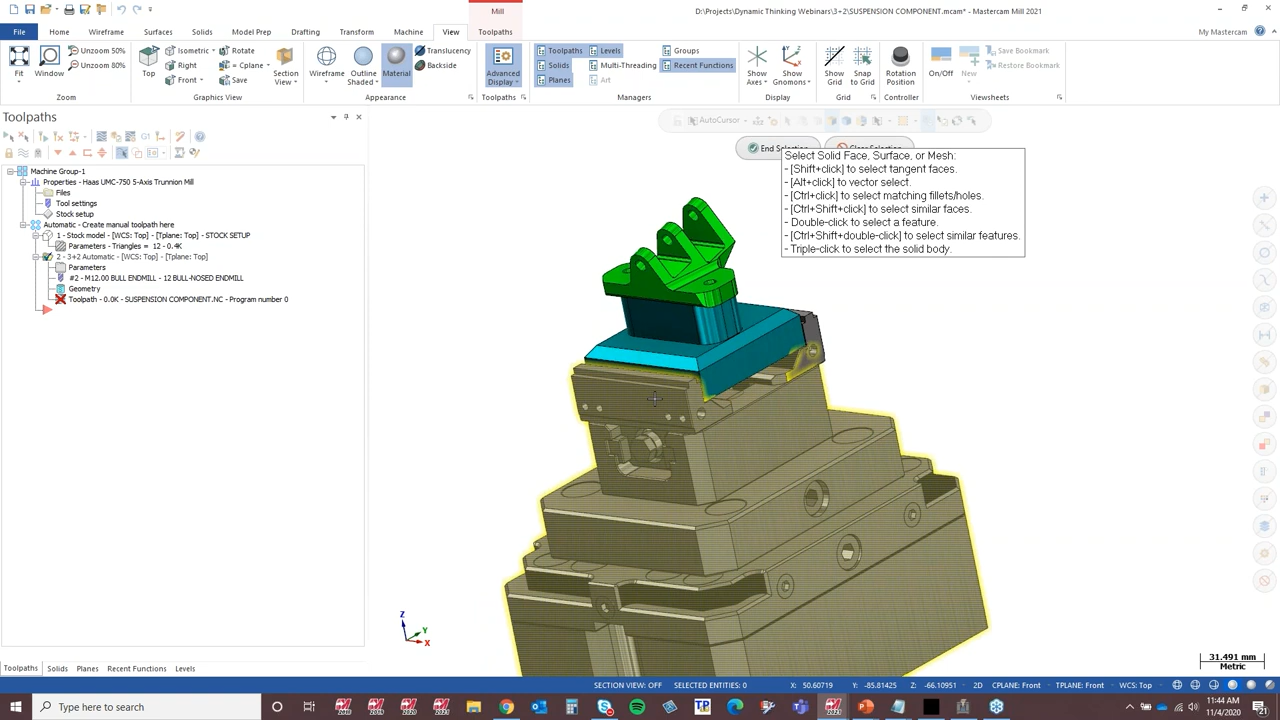 Mill
D:\Projects\Dynamic Thinking Webinars\3+2\SUSPENSION COMPONENT.mcam* - Mastercam Mill 2021
File Home Wireframe Surfaces Solids Model Prep Drafting Transform Machine View Toolpaths My Mastercam
Unzoom 50% Isometric Rotate Translucency Toolpaths Levels Groups Save Bookmark
Unzoom 80% Right = Cplane Backside Solids Multi-Threading Recent Functions Restore Bookmark
Fit Window Top Front Save Section View Wireframe Outline Shaded Material Advanced Display Planes Art Show Axes Show Gnomons Show Grid Snap to Grid Rotation Position On/Off New
Zoom Graphics View Appearance Toolpaths Managers Display Grid Controller Viewsheets
Toolpaths
AutoCursor
G1
End Selection Clear Selection
Select Solid Face, Surface, or Mesh:
- [Shift+click] to select tangent faces.
- [Alt+click] to vector select.
- [Ctrl+click] to select matching fillets/holes.
- [Ctrl+Shift+click] to select similar faces.
- Double-click to select a feature.
- [Ctrl+Shift+double-click] to select similar features.
- Triple-click to select the solid body.
Machine Group-1
Properties - Haas UMC-750 5-Axis Trunnion Mill
Files
Tool settings
Stock setup
Automatic - Create manual toolpath here
1 - Stock model - [WCS: Top] - [Tplane: Top] - STOCK SETUP
Parameters - Triangles = 12 - 0.4K
2 - 3+2 Automatic - [WCS: Top] - [Tplane: Top]
Parameters
#2 - M12.00 BULL ENDMILL - 12 BULL-NOSED ENDMILL
Geometry
Toolpath - 0.0K - SUSPENSION COMPONENT.NC - Program number 0
Z
Y
X
31.491 mm
Metric
Toolpaths Solids Planes Recent Functions Levels
SECTION VIEW: OFF SELECTED ENTITIES: 0 X: 50.60719 Y: -85.81425 Z: -66.10951 2D CPLANE: Front TPLANE: Front WCS: Top
Type here to search
11:44 AM
11/4/2020